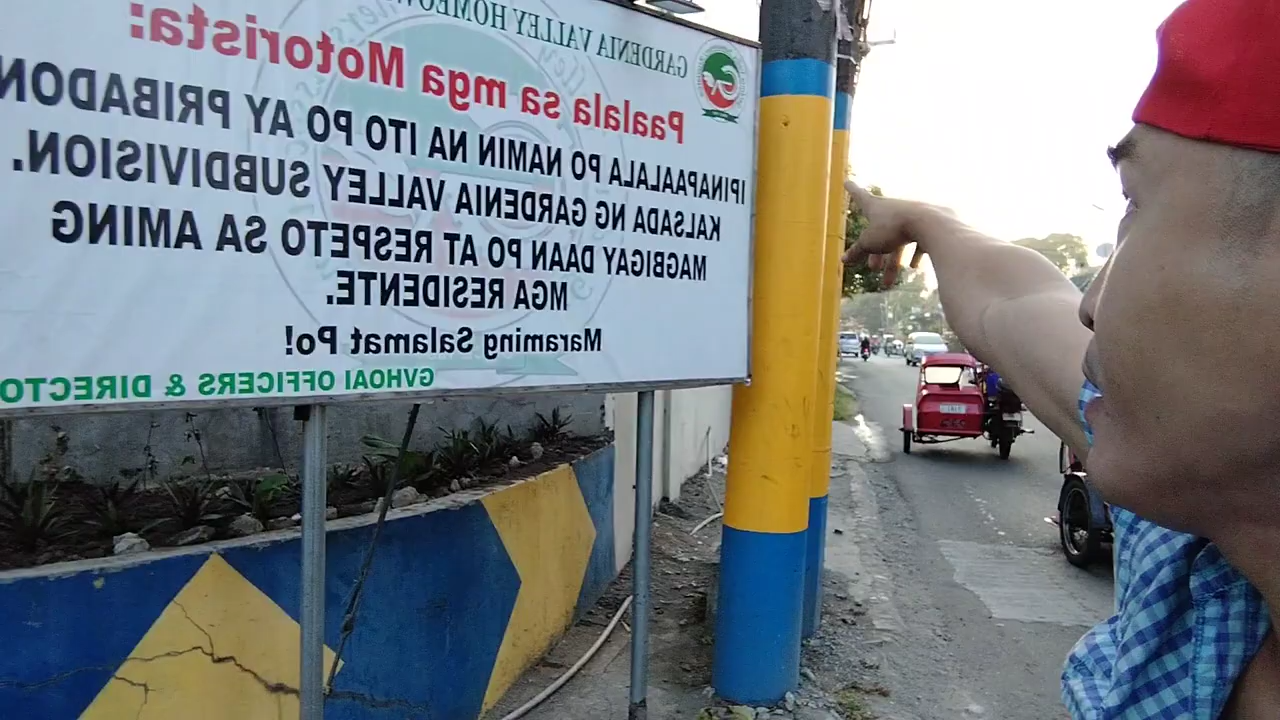 GARDENIA VALLEY
Paalala sa mga Motorista:
IPINAPAALALA PO NAMIN NA ITO PO AY PRIBADON
KALSADA NG GARDENIA VALLEY SUBDIVISION.
MAGBIGAY DAAN PO AT RESPETO SA AMING
MGA RESIDENTE.
Maraming Salamat Po!
GVHOAI OFFICERS & DIRECTO